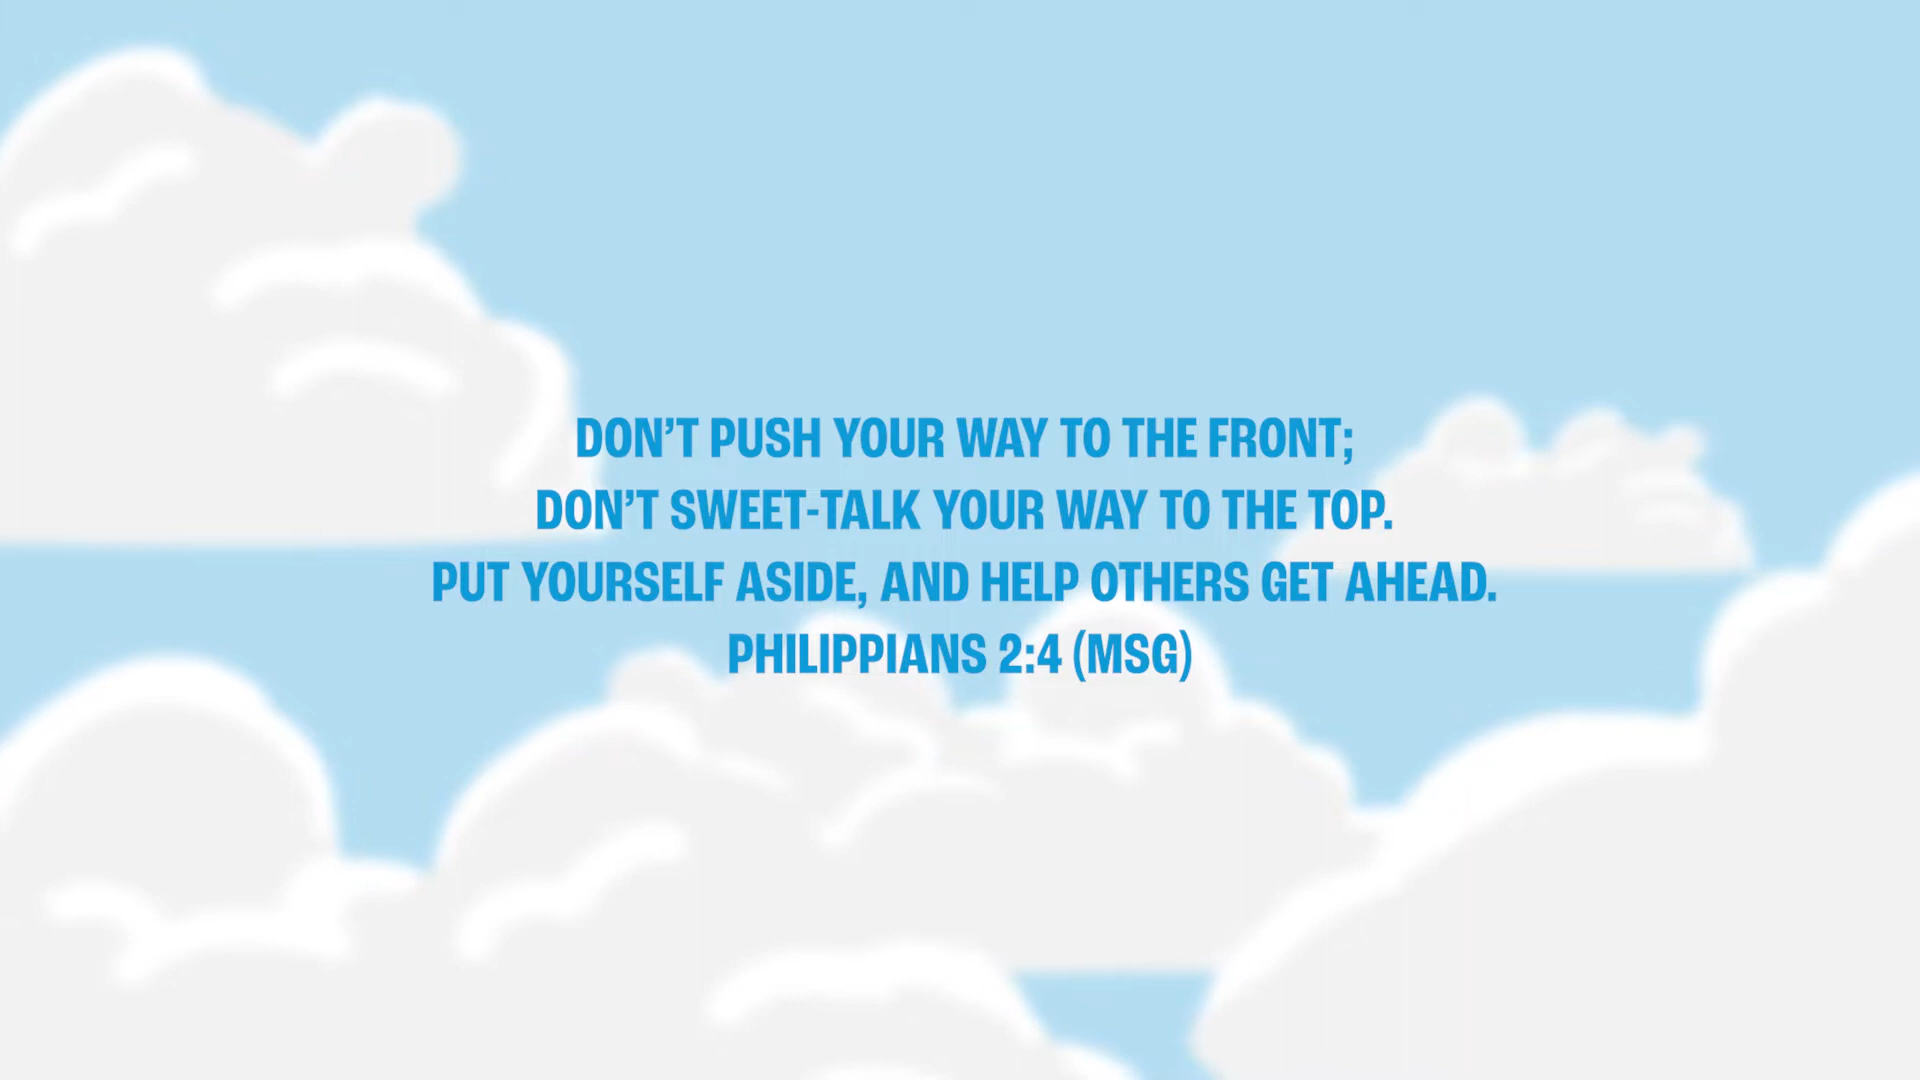 DON’T PUSH YOUR WAY TO THE FRONT;
DON’T SWEET-TALK YOUR WAY TO THE TOP.
PUT YOURSELF ASIDE, AND HELP OTHERS GET AHEAD.
PHILIPPIANS 2:4 (MSG)